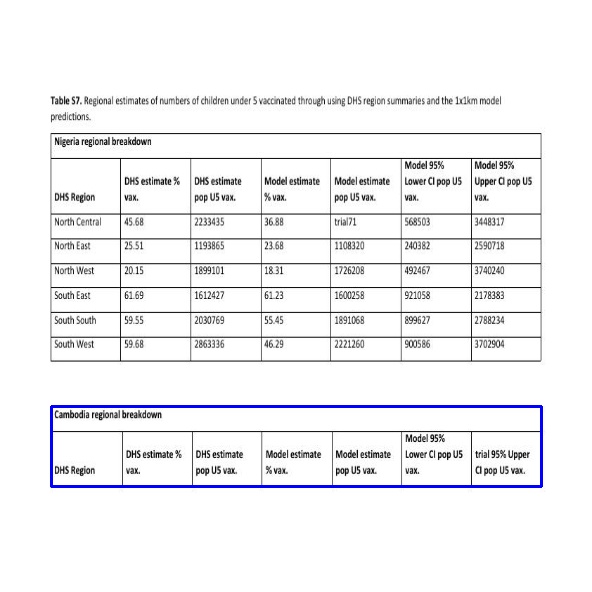 Table S7. Regional estimates of numbers of children under 5 vaccinated through using DHS region summaries and the 1x1km model
predictions.
Nigeria regional breakdown
DHS Region DHS estimate % vax. DHS estimate pop U5 vax. Model estimate % vax. Model estimate pop U5 vax. Model 95% Lower CI pop U5 vax. Model 95% Upper CI pop U5 vax.
North Central 45.68 2233435 36.88 trial71 568503 3448317
North East 25.51 1193865 23.68 1108320 240382 2590718
North West 20.15 1899101 18.31 1726208 492467 3740240
South East 61.69 1612427 61.23 1600258 921058 2178383
South South 59.55 2030769 55.45 1891068 899627 2788234
South West 59.68 2863336 46.29 2221260 900586 3702904
Cambodia regional breakdown
DHS Region DHS estimate % vax. DHS estimate pop U5 vax. Model estimate % vax. Model estimate pop U5 vax. Model 95% Lower CI pop U5 vax. trial 95% Upper CI pop U5 vax.